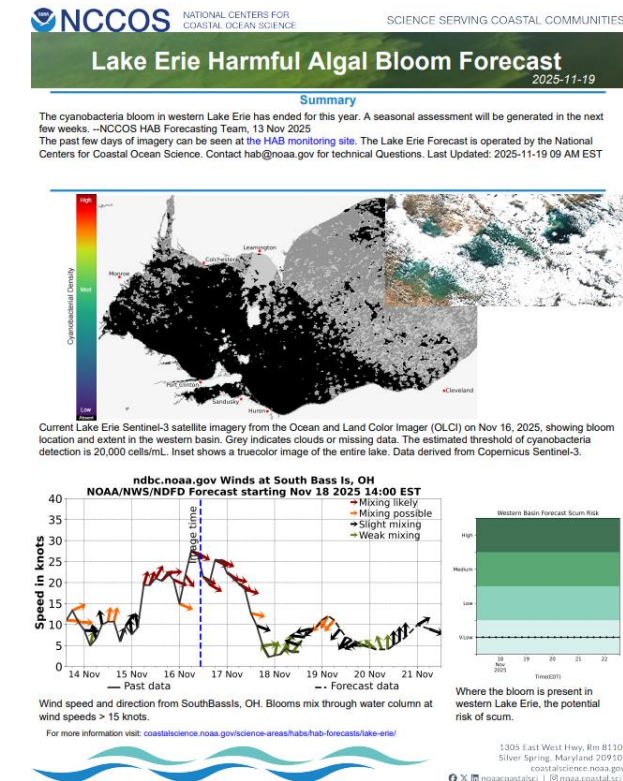 NCCOS
NATIONAL CENTERS FOR
COASTAL OCEAN SCIENCE
SCIENCE SERVING COASTAL COMMUNITIES
Lake Erie Harmful Algal Bloom Forecast
2025-11-19
Summary
The cyanobacteria bloom in western Lake Erie has ended for this year. A seasonal assessment will be generated in the next
few weeks. --NCCOS HAB Forecasting Team, 13 Nov 2025
The past few days of imagery can be seen at the HAB monitoring site. The Lake Erie Forecast is operated by the National
Centers for Coastal Ocean Science. Contact hab@noaa.gov for technical Questions. Last Updated: 2025-11-19 09 AM EST
High
Med
Low
Absent
Cyanobacterial Density
Monroe
Colchester
Leamington
Port_Clinton
Sandusky
Huron
Cleveland
Current Lake Erie Sentinel-3 satellite imagery from the Ocean and Land Color Imager (OLCI) on Nov 16, 2025, showing bloom
location and extent in the western basin. Grey indicates clouds or missing data. The estimated threshold of cyanobacteria
detection is 20,000 cells/mL. Inset shows a truecolor image of the entire lake. Data derived from Copernicus Sentinel-3.
ndbc.noaa.gov Winds at South Bass Is, OH
NOAA/NWS/NDFD Forecast starting Nov 18 2025 14:00 EST
Mixing likely
Mixing possible
Slight mixing
Weak mixing
Image time
Speed in knots
40
35
30
25
20
15
10
5
0
14 Nov 15 Nov 16 Nov 17 Nov 18 Nov 19 Nov 20 Nov 21 Nov
Past data
Forecast data
Wind speed and direction from SouthBassIs, OH. Blooms mix through water column at
wind speeds > 15 knots.
Western Basin Forecast Scum Risk
High
Medium
Low
V.Low
18 19 20 21 22
Nov
2025
Time(EDT)
Where the bloom is present in
western Lake Erie, the potential
risk of scum.
For more information visit: coastalscience.noaa.gov/science-areas/habs/hab-forecasts/lake-erie/
1305 East West Hwy, Rm 8110
Silver Spring, Maryland 20910
coastalscience.noaa.gov
noaacoastalsci | noaa.coastal.sci